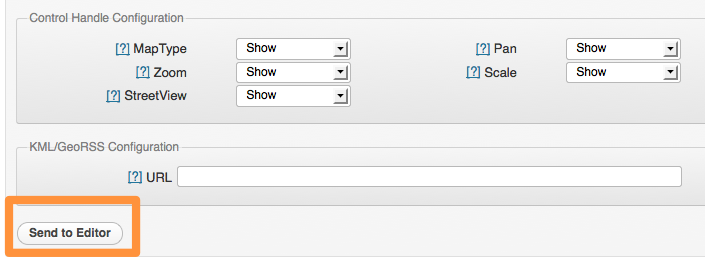 Control Handle Configuration
[?] MapType Show [?] Pan Show
[?] Zoom Show [?] Scale Show
[?] StreetView Show
KML/GeoRSS Configuration
[?] URL
Send to Editor